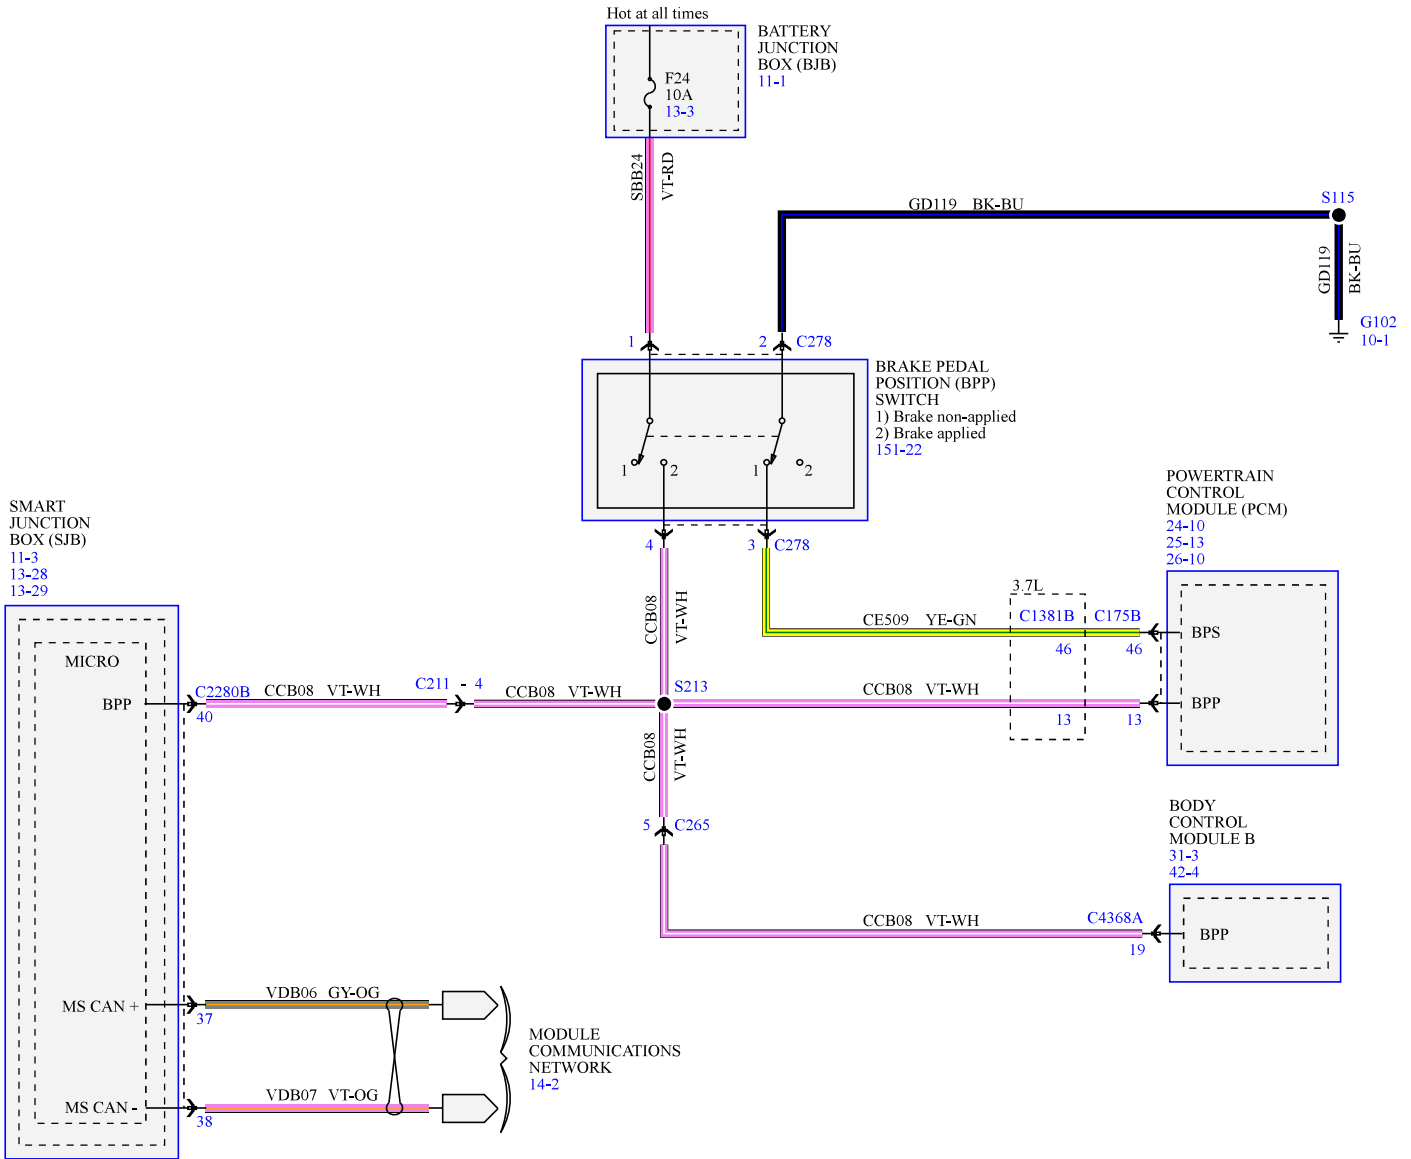 Hot at all times
BATTERY
JUNCTION
BOX (BJB)
11-1
F24
10A
13-3
SBB24
VT-RD
GD119 BK-BU
S115
GD119
BK-BU
G102
10-1
1
2
C278
BRAKE PEDAL
POSITION (BPP)
SWITCH
1) Brake non-applied
2) Brake applied
151-22
1
2
1
2
4
3
C278
SMART
JUNCTION
BOX (SJB)
11-3
13-28
13-29
POWERTRAIN
CONTROL
MODULE (PCM)
24-10
25-13
26-10
CCB08
VT-WH
3.7L
CE509 YE-GN
C1381B
C175B
46
46
BPS
MICRO
BPP
C2280B
40
CCB08 VT-WH
C211 - 4
CCB08 VT-WH
S213
CCB08 VT-WH
13
13
BPP
CCB08
VT-WH
5
C265
BODY
CONTROL
MODULE B
31-3
42-4
CCB08 VT-WH
C4368A
19
BPP
MS CAN +
37
VDB06 GY-OG
MODULE
COMMUNICATIONS
NETWORK
14-2
MS CAN -
38
VDB07 VT-OG